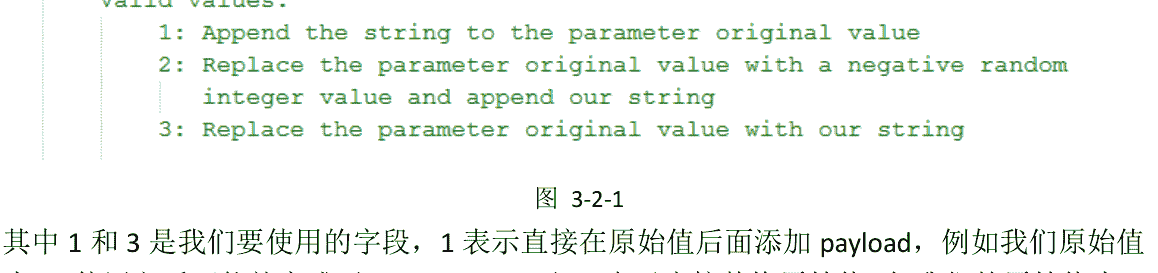 valid values:
1: Append the string to the parameter original value
2: Replace the parameter original value with a negative random
integer value and append our string
3: Replace the parameter original value with our string
图 3-2-1
其中 1 和 3 是我们要使用的字段，1 表示直接在原始值后面添加 payload，例如我们原始值